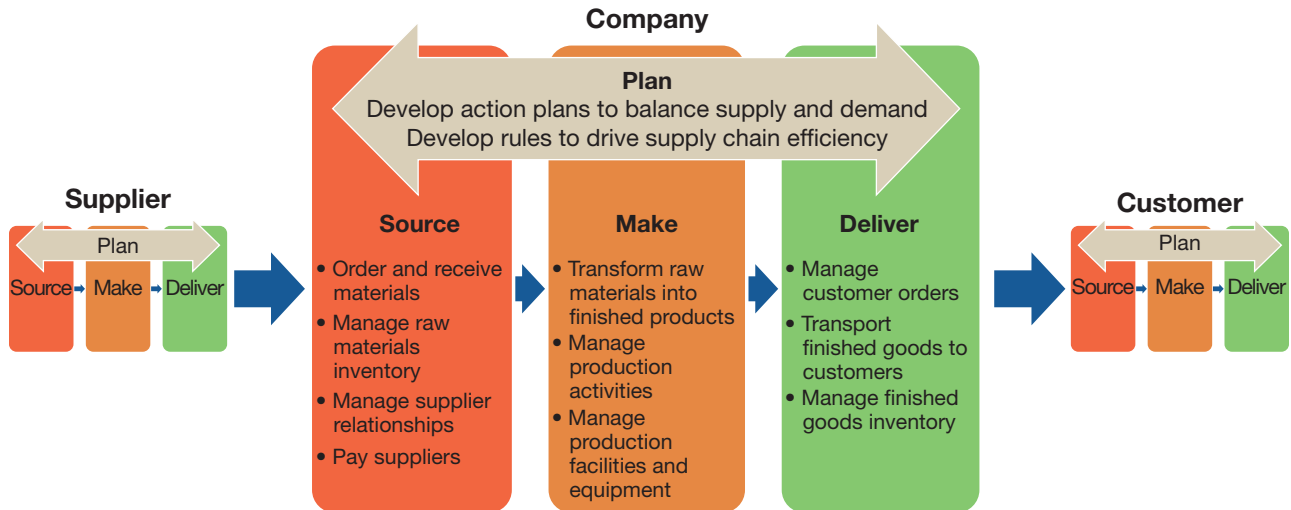 Company
Plan
Develop action plans to balance supply and demand
Develop rules to drive supply chain efficiency
Supplier
Plan
Source
Make
Deliver
Source
• Order and receive
materials
• Manage raw
materials
inventory
• Manage supplier
relationships
• Pay suppliers
Make
• Transform raw
materials into
finished products
• Manage
production
activities
• Manage
production
facilities and
equipment
Deliver
• Manage
customer orders
• Transport
finished goods to
customers
• Manage finished
goods inventory
Customer
Plan
Source
Make
Deliver